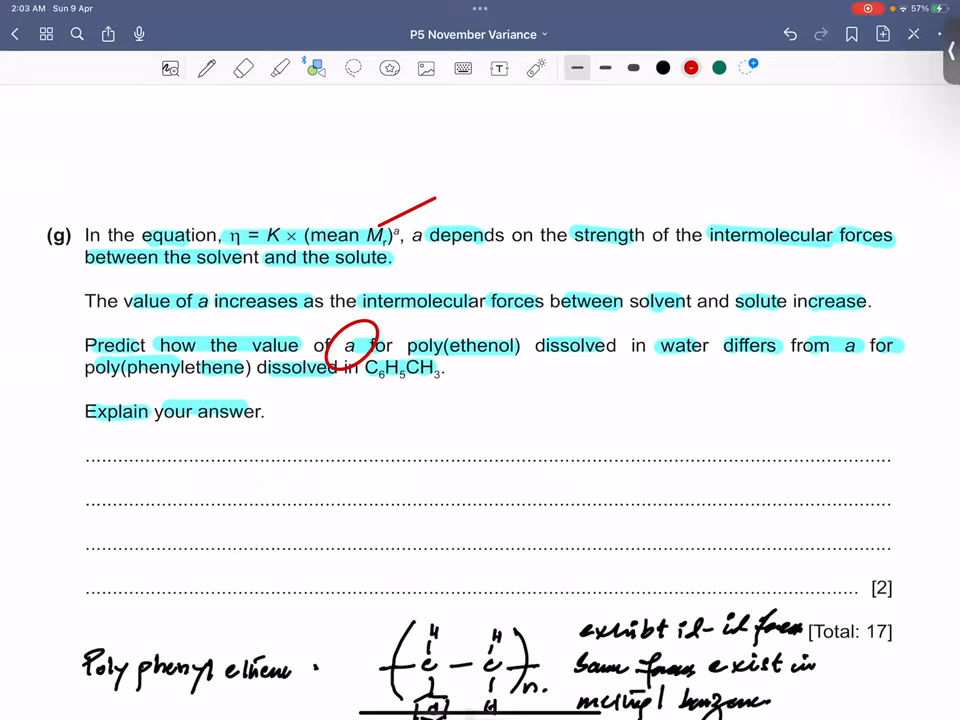 2:03 AM Sun 9 Apr
57%
P5 November Variance
(g) In the equation, η = K × (mean Mr)ᵃ, a depends on the strength of the intermolecular forces
between the solvent and the solute.
The value of a increases as the intermolecular forces between solvent and solute increase.
Predict how the value of a for poly(ethenol) dissolved in water differs from a for
poly(phenylethene) dissolved in C₆H₅CH₃.
Explain your answer.
[2]
[Total: 17]
exhibt id-id forces
Poly phenyl ethene :
H H
C — C
n.
same forces exist in
methyl benzene